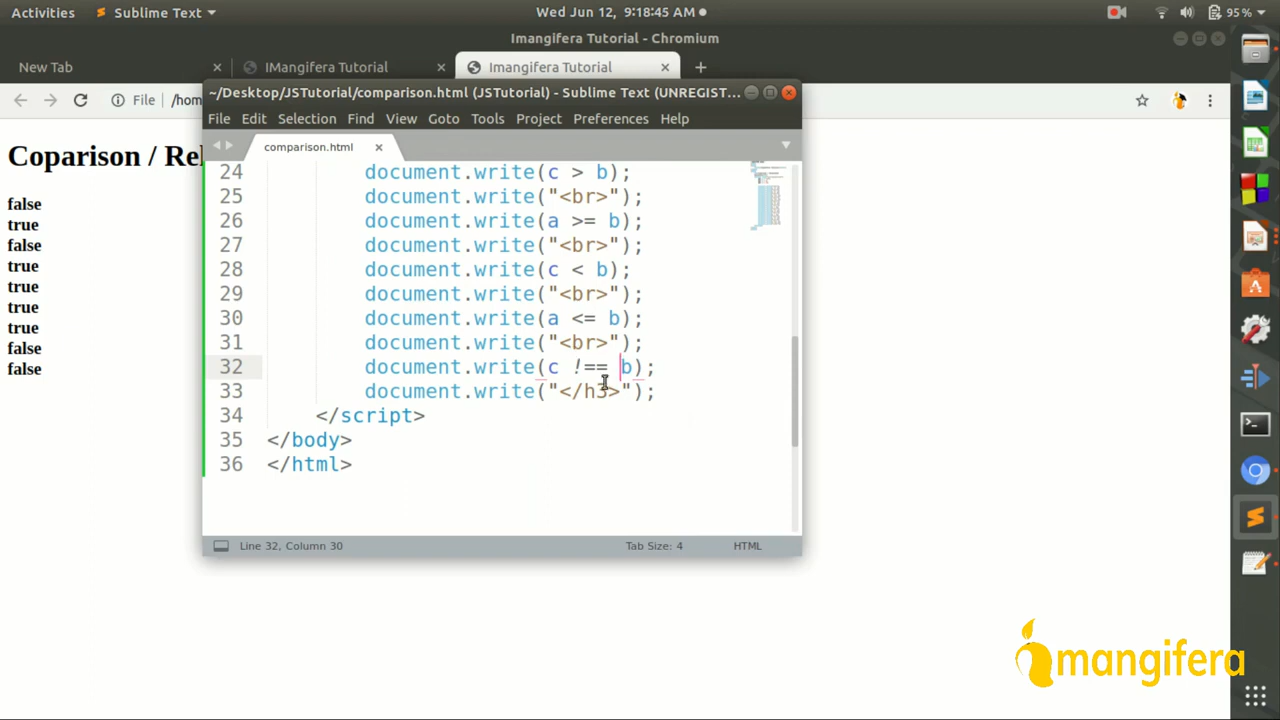 Activities
Sublime Text
Wed Jun 12, 9:18:45 AM
95%
Imangifera Tutorial - Chromium
New Tab
IMangifera Tutorial
Imangifera Tutorial
File
/hom
Coparison / Rel
false
true
false
true
true
true
true
false
false
~/Desktop/JSTutorial/comparison.html (JSTutorial) - Sublime Text (UNREGIST...
File Edit Selection Find View Goto Tools Project Preferences Help
comparison.html
24 document.write(c > b);
25 document.write("<br>");
26 document.write(a >= b);
27 document.write("<br>");
28 document.write(c < b);
29 document.write("<br>");
30 document.write(a <= b);
31 document.write("<br>");
32 document.write(c !== b);
33 document.write("</h3>");
34 </script>
35 </body>
36 </html>
Line 32, Column 30
Tab Size: 4
HTML
mangifera